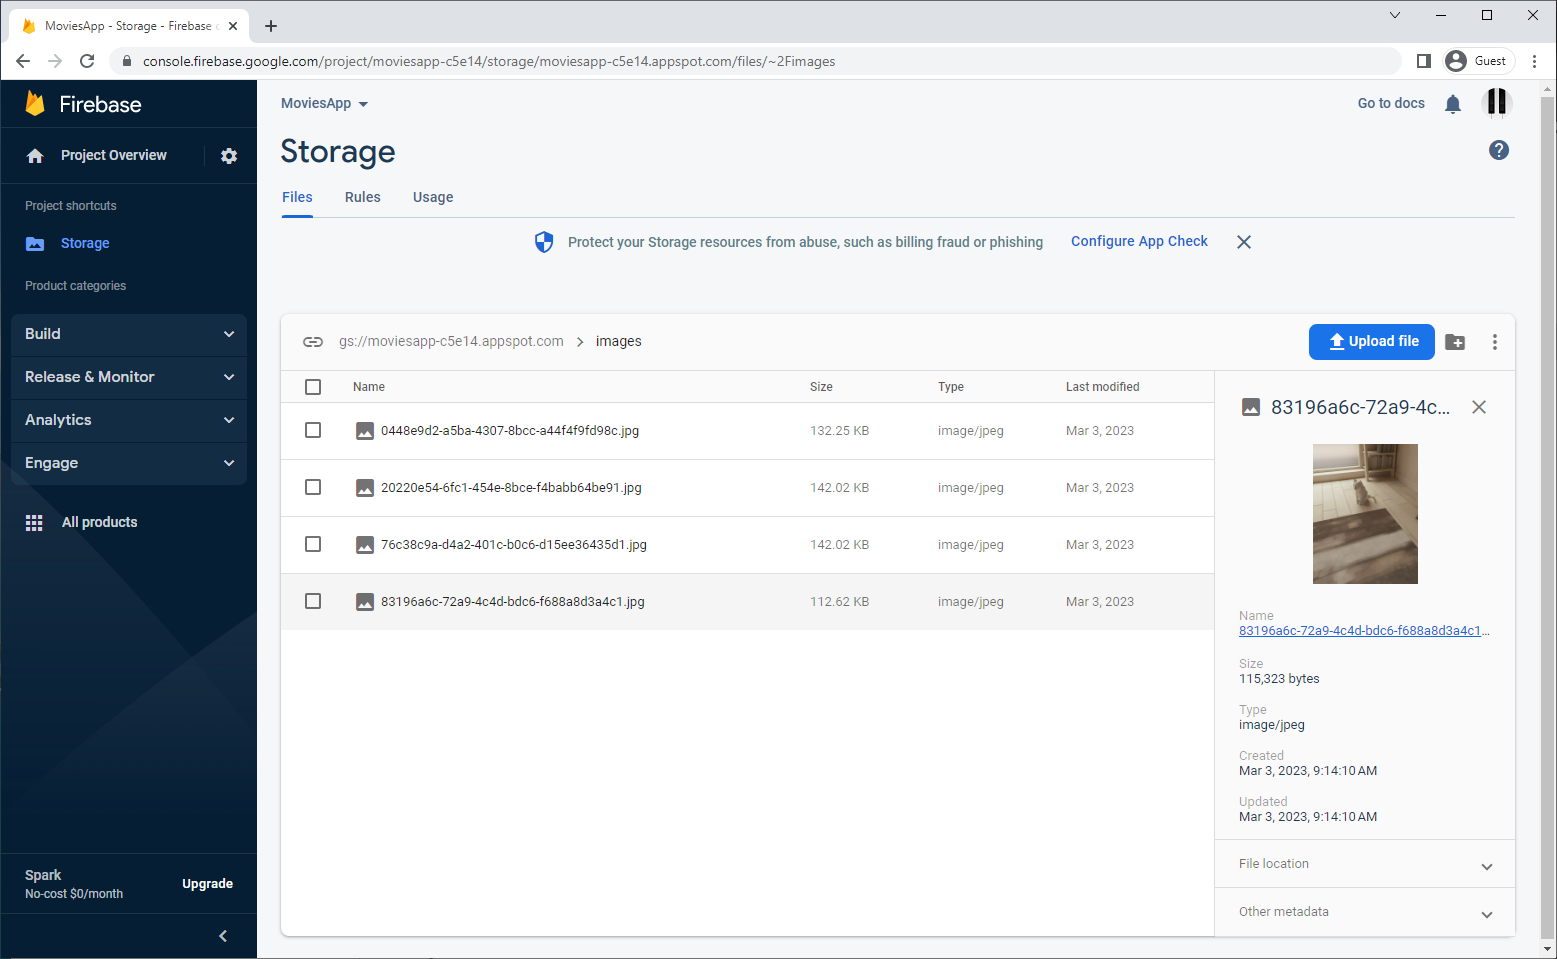 MoviesApp - Storage - Firebase
console.firebase.google.com/project/moviesapp-c5e14/storage/moviesapp-c5e14.appspot.com/files/~2Fimages
Guest
Firebase
MoviesApp
Go to docs
Project Overview
Storage
Files
Rules
Usage
Project shortcuts
Storage
Protect your Storage resources from abuse, such as billing fraud or phishing
Configure App Check
Product categories
Build
Release & Monitor
Analytics
Engage
All products
gs://moviesapp-c5e14.appspot.com > images
Upload file
Name
Size
Type
Last modified
0448e9d2-a5ba-4307-8bcc-a44f4f9fd98c.jpg
132.25 KB
image/jpeg
Mar 3, 2023
20220e54-6fc1-454e-8bce-f4babb64be91.jpg
142.02 KB
image/jpeg
Mar 3, 2023
76c38c9a-d4a2-401c-b0c6-d15ee36435d1.jpg
142.02 KB
image/jpeg
Mar 3, 2023
83196a6c-72a9-4c4d-bdc6-f688a8d3a4c1.jpg
112.62 KB
image/jpeg
Mar 3, 2023
83196a6c-72a9-4c...
Name
83196a6c-72a9-4c4d-bdc6-f688a8d3a4c1...
Size
115,323 bytes
Type
image/jpeg
Created
Mar 3, 2023, 9:14:10 AM
Updated
Mar 3, 2023, 9:14:10 AM
File location
Other metadata
Spark
No-cost $0/month
Upgrade